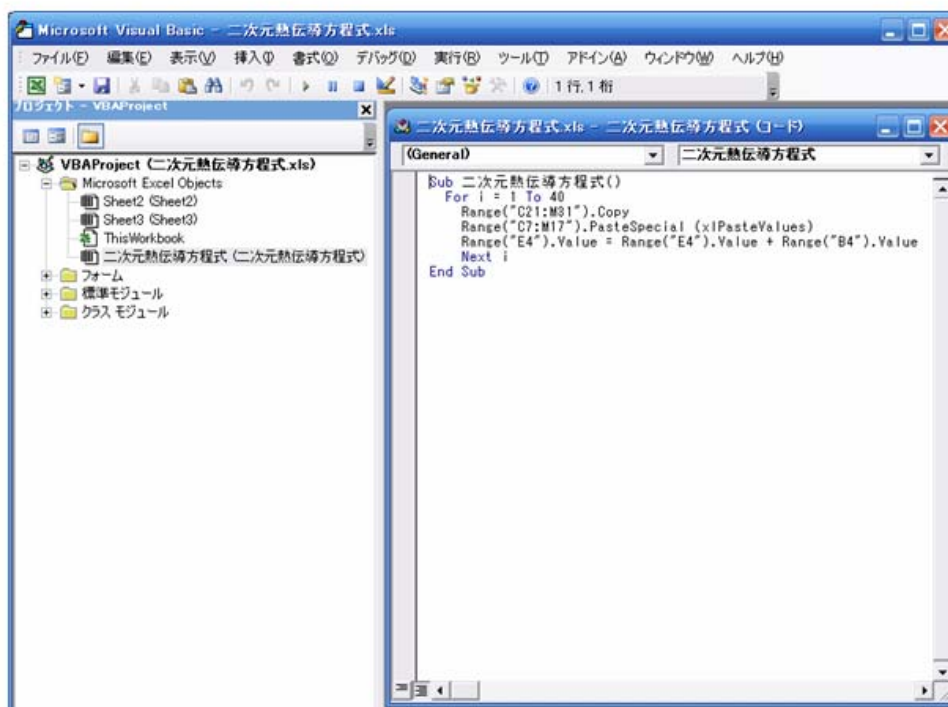 Microsoft Visual Basic - 二次元熱伝導方程式.xls
ファイル(F) 編集(E) 表示(V) 挿入(I) 書式(O) デバッグ(D) 実行(R) ツール(T) アドイン(A) ウィンドウ(W) ヘルプ(H)
1 行, 1 桁
プロジェクト - VBAProject
VBAProject (二次元熱伝導方程式.xls)
Microsoft Excel Objects
Sheet2 (Sheet2)
Sheet3 (Sheet3)
ThisWorkbook
二次元熱伝導方程式 (二次元熱伝導方程式)
フォーム
標準モジュール
クラス モジュール
二次元熱伝導方程式.xls - 二次元熱伝導方程式 (コード)
(General) 二次元熱伝導方程式
Sub 二次元熱伝導方程式()
For i = 1 To 40
Range("C21:M31").Copy
Range("C7:M17").PasteSpecial (xlPasteValues)
Range("E4").Value = Range("E4").Value + Range("B4").Value
Next i
End Sub